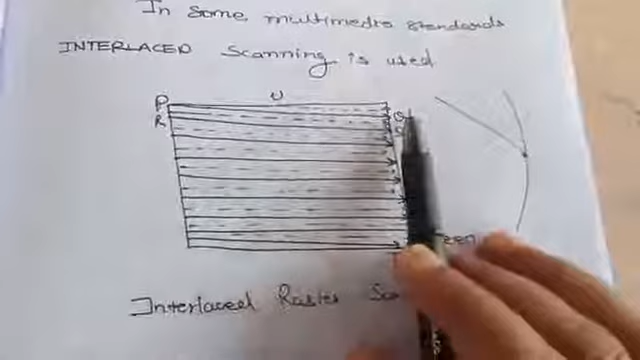 In Some multimedia standards
INTERLACED Scanning is used
U
P
R
Interlaced Raster